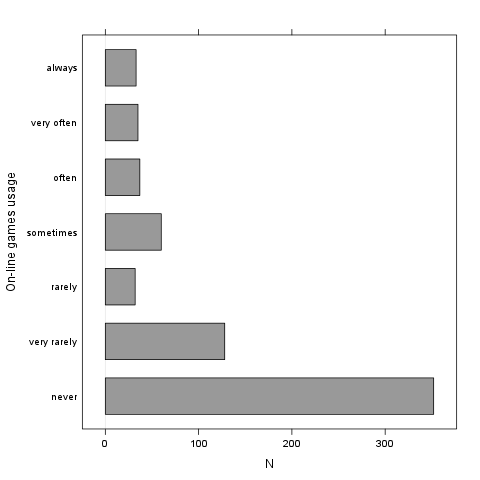 always
very often
often
sometimes
rarely
very rarely
never
On-line games usage
0 100 200 300
N